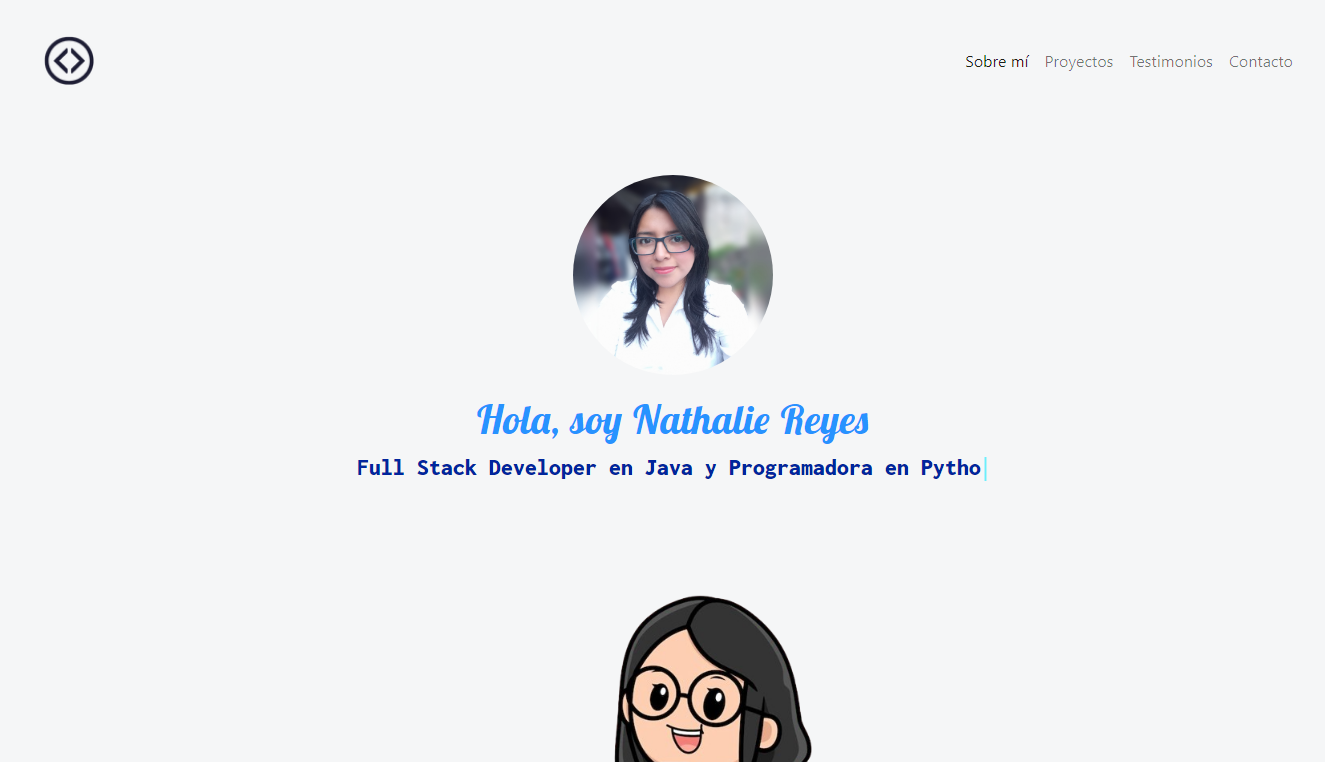 Sobre mí Proyectos Testimonios Contacto
Hola, soy Nathalie Reyes
Full Stack Developer en Java y Programadora en Pytho